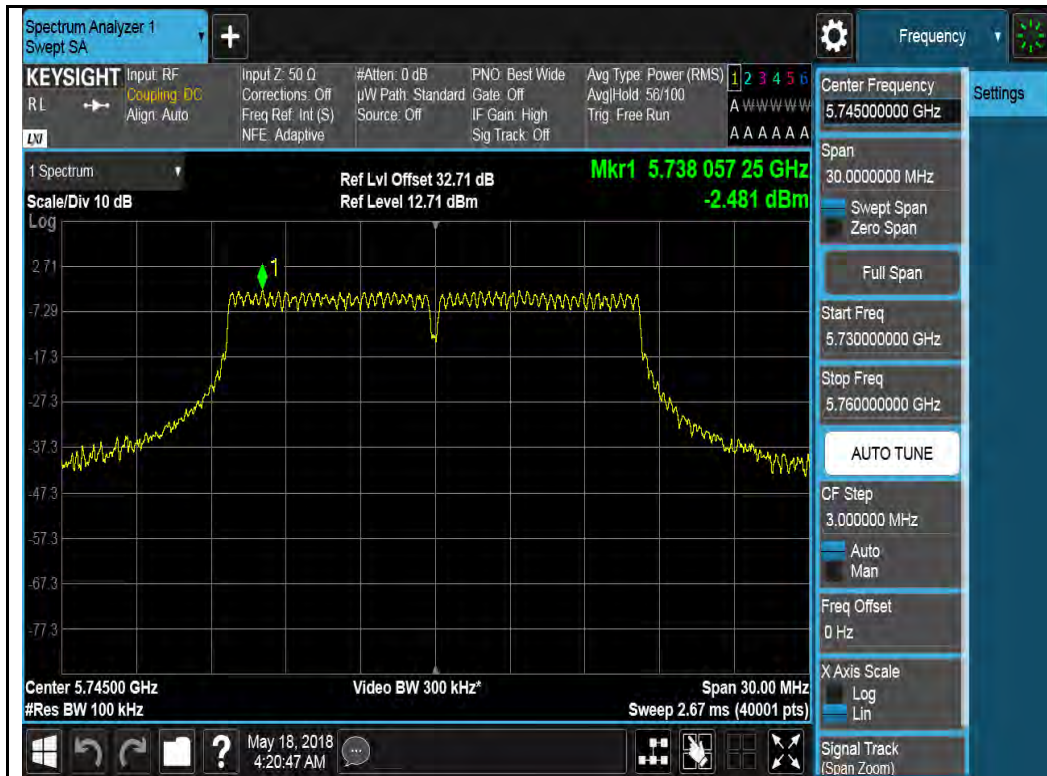 Spectrum Analyzer 1
Swept SA
+
Frequency
KEYSIGHT
Input: RF
Coupling: DC
Align: Auto
Input Z: 50 Ω
Corrections: Off
Freq Ref: Int (S)
NFE: Adaptive
#Atten: 0 dB
µW Path: Standard
Source: Off
PNO: Best Wide
Gate: Off
IF Gain: High
Sig Track: Off
Avg Type: Power (RMS)
Avg|Hold: 56/100
Trig: Free Run
1 2 3 4 5 6
A W W W W W
A A A A A A
R L
LXI
1 Spectrum
Scale/Div 10 dB
Ref Lvl Offset 32.71 dB
Ref Level 12.71 dBm
Mkr1 5.738 057 25 GHz
-2.481 dBm
Log
2.71
-7.29
-17.3
-27.3
-37.3
-47.3
-57.3
-67.3
-77.3
1
Center 5.74500 GHz
#Res BW 100 kHz
Video BW 300 kHz*
Span 30.00 MHz
Sweep 2.67 ms (40001 pts)
?
May 18, 2018
4:20:47 AM
Center Frequency
5.745000000 GHz
Settings
Span
30.0000000 MHz
Swept Span
Zero Span
Full Span
Start Freq
5.730000000 GHz
Stop Freq
5.760000000 GHz
AUTO TUNE
CF Step
3.000000 MHz
Auto
Man
Freq Offset
0 Hz
X Axis Scale
Log
Lin
Signal Track
(Span Zoom)